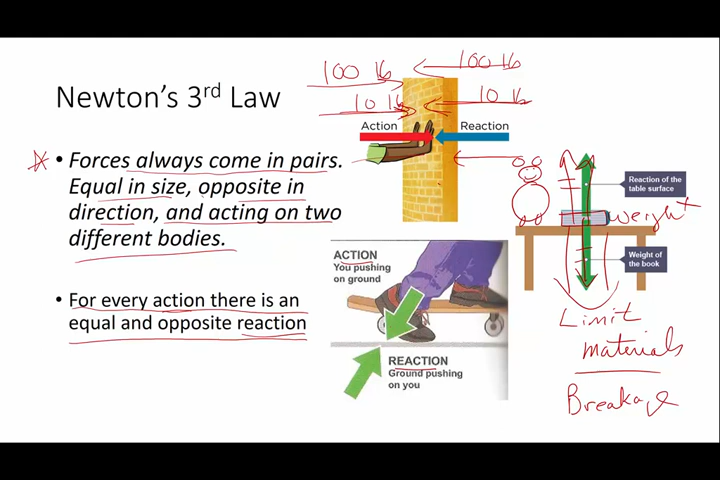 Newton's 3rd Law
Forces always come in pairs.
Equal in size, opposite in
direction, and acting on two
different bodies.
For every action there is an
equal and opposite reaction
100 lb
100 lb
10 lb
10 lb
Action
Reaction
ACTION
You pushing
on ground
REACTION
Ground pushing
on you
Reaction of the
table surface
weight
Weight of
the book
Limit
materials
Breakage